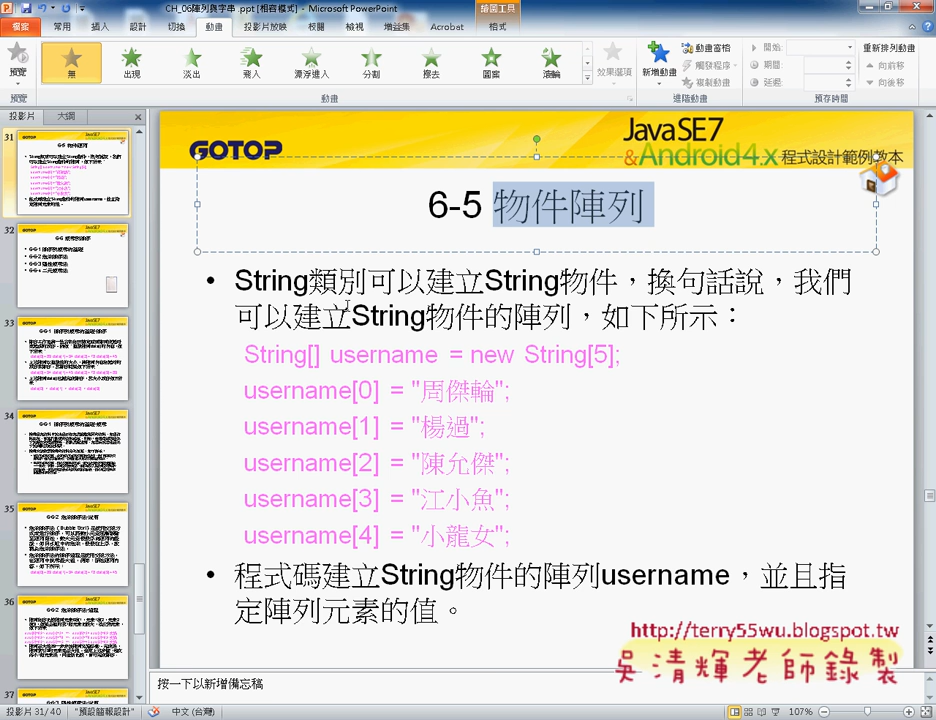 CH_06陣列與字串 .ppt [相容模式] - Microsoft PowerPoint
繪圖工具
檔案 常用 插入 設計 切換 動畫 投影片放映 校閱 檢視 增益集 Acrobat 格式
預覽 無 出現 淡出 飛入 漂浮進入 分割 擦去 圖案 滾輪 效果選項 新增動畫
動畫窗格
觸發程序
複製動畫
開始:
期間:
延遲:
重新排列動畫
向前移
向後移
預覽 動畫 進階動畫 預存時間
投影片 大綱
31
32
33
34
35
36
37
GOTOP
JavaSE7
&Android4.x程式設計範例教本
6-5 物件陣列
• String類別可以建立String物件，換句話說，我們
可以建立String物件的陣列，如下所示：
String[] username = new String[5];
username[0] = "周傑輪";
username[1] = "楊過";
username[2] = "陳允傑";
username[3] = "江小魚";
username[4] = "小龍女";
• 程式碼建立String物件的陣列username，並且指
定陣列元素的值。
http://terry55wu.blogspot.tw
吳清輝老師錄製
按一下以新增備忘稿
投影片 31/40 "預設簡報設計" 中文 (台灣) 107%